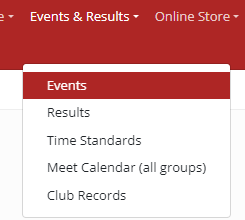 Events & Results Online Store
Events
Results
Time Standards
Meet Calendar (all groups)
Club Records